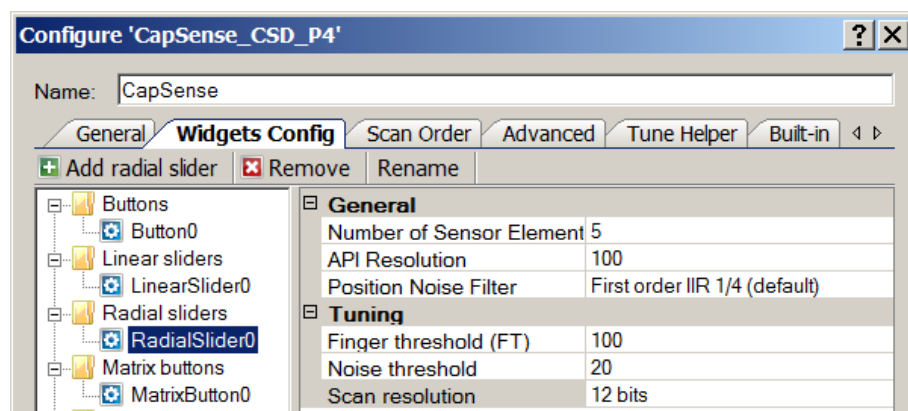 Configure 'CapSense_CSD_P4'
Name: CapSense
General Widgets Config Scan Order Advanced Tune Helper Built-in
Add radial slider Remove Rename
Buttons
Button0
Linear sliders
LinearSlider0
Radial sliders
RadialSlider0
Matrix buttons
MatrixButton0
General
Number of Sensor Element 5
API Resolution 100
Position Noise Filter First order IIR 1/4 (default)
Tuning
Finger threshold (FT) 100
Noise threshold 20
Scan resolution 12 bits